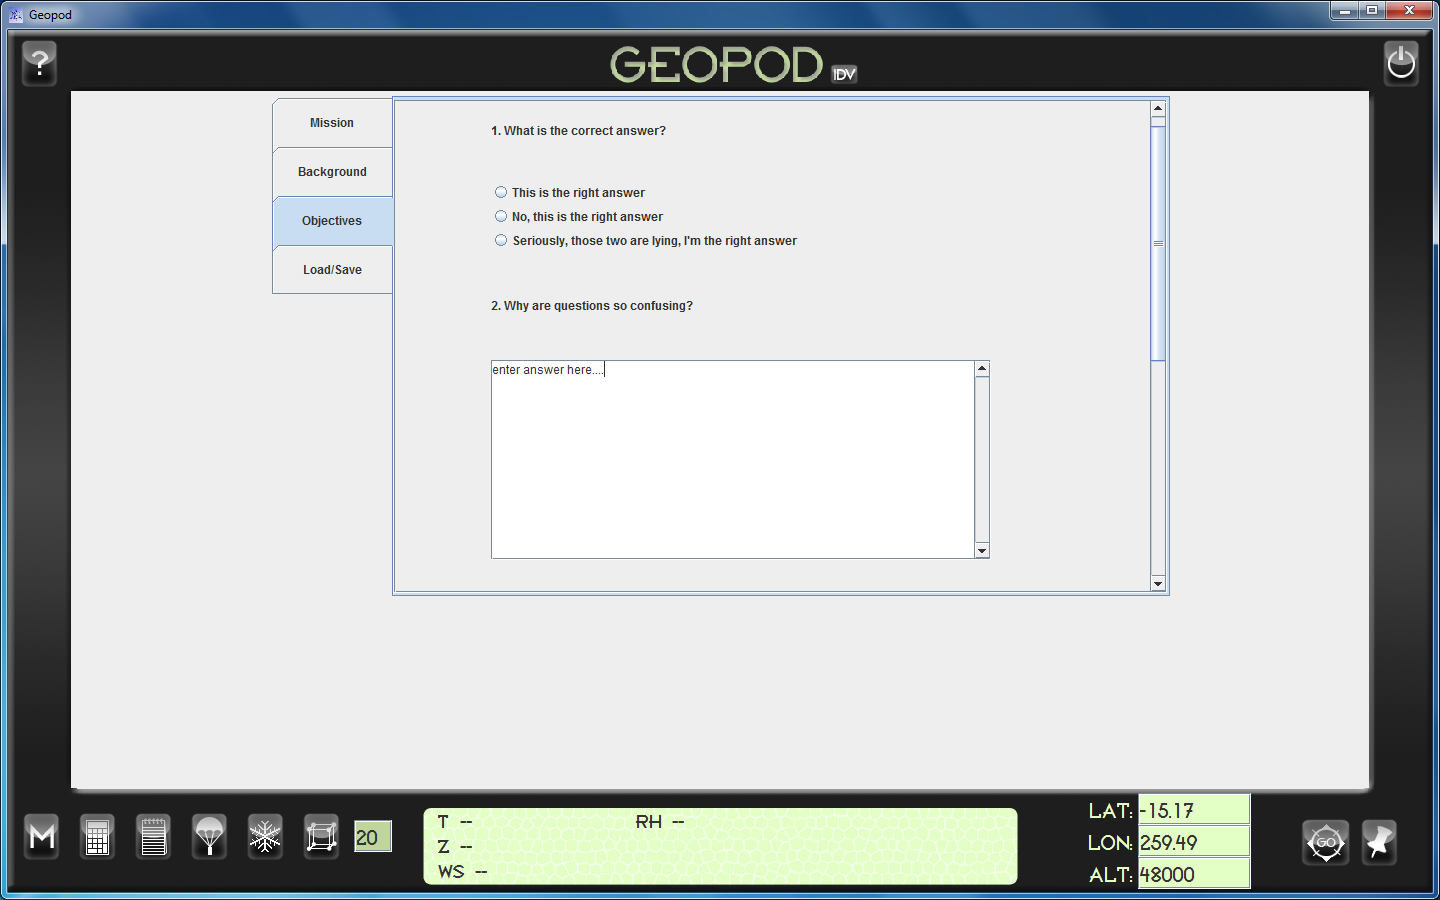 Geopod
?
GEOPOD IDV
Mission
Background
Objectives
Load/Save
1. What is the correct answer?
This is the right answer
No, this is the right answer
Seriously, those two are lying, I'm the right answer
2. Why are questions so confusing?
enter answer here....
M
20
T --
RH --
Z --
WS --
LAT: -15.17
LON: 259.49
ALT: 48000
GO